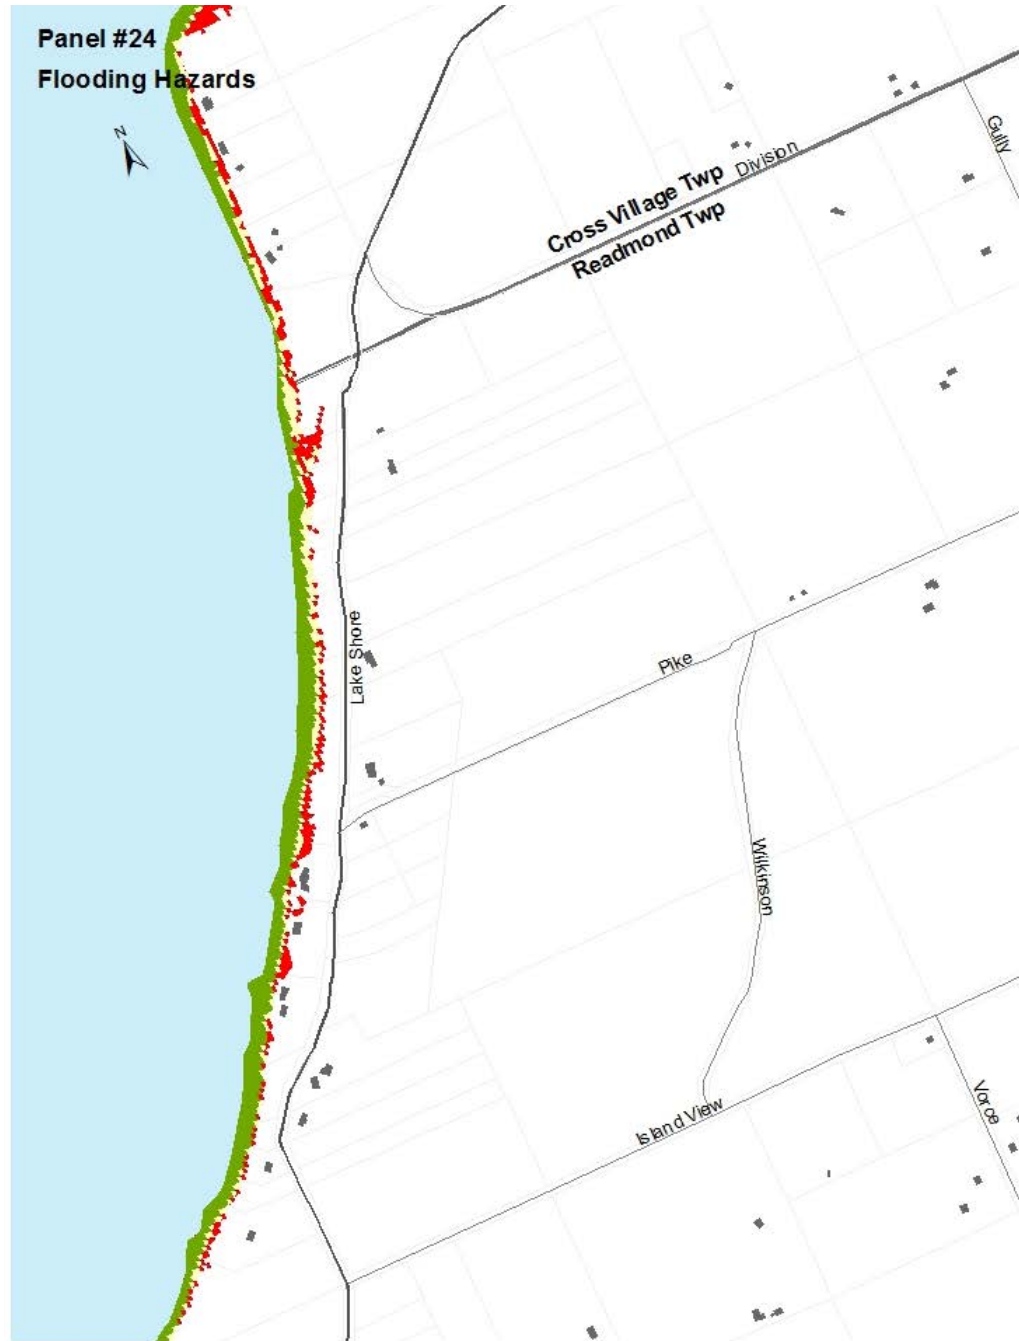 Panel #24
Flooding Hazards
N
Gully
Division
Cross Village Twp
Readmond Twp
Lake Shore
Pike
Wilkinson
Island View
Vorce